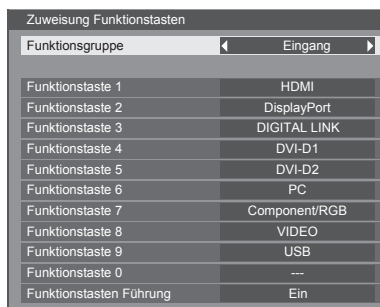 Zuweisung Funktionstasten
Funktionsgruppe Eingang
Funktionstaste 1 HDMI
Funktionstaste 2 DisplayPort
Funktionstaste 3 DIGITAL LINK
Funktionstaste 4 DVI-D1
Funktionstaste 5 DVI-D2
Funktionstaste 6 PC
Funktionstaste 7 Component/RGB
Funktionstaste 8 VIDEO
Funktionstaste 9 USB
Funktionstaste 0 ---
Funktionstasten Führung Ein